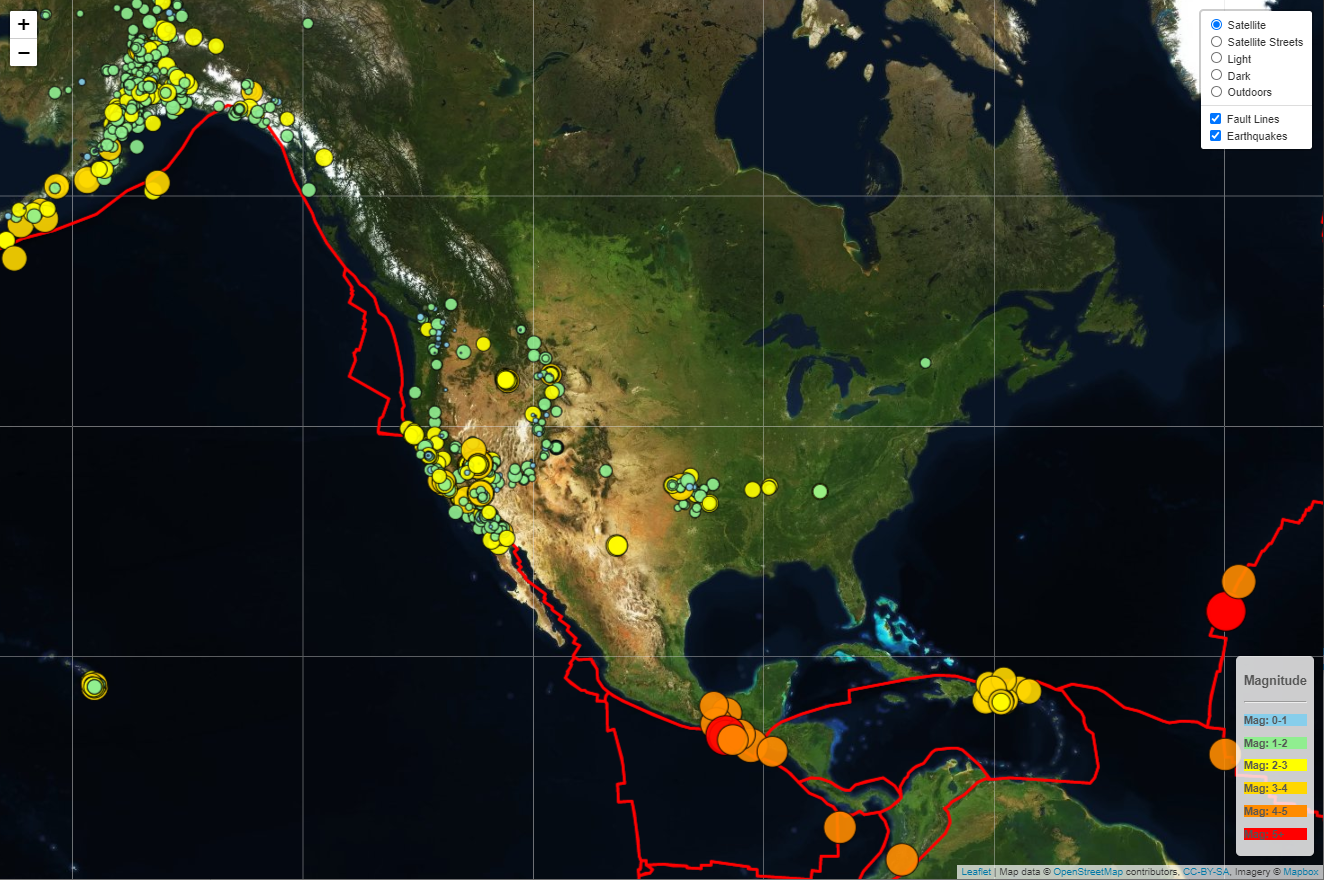 +
−
Satellite
Satellite Streets
Light
Dark
Outdoors
Fault Lines
Earthquakes
Magnitude
Mag: 0-1
Mag: 1-2
Mag: 2-3
Mag: 3-4
Mag: 4-5
Mag: 5+
Leaflet | Map data © OpenStreetMap contributors, CC-BY-SA, Imagery © Mapbox